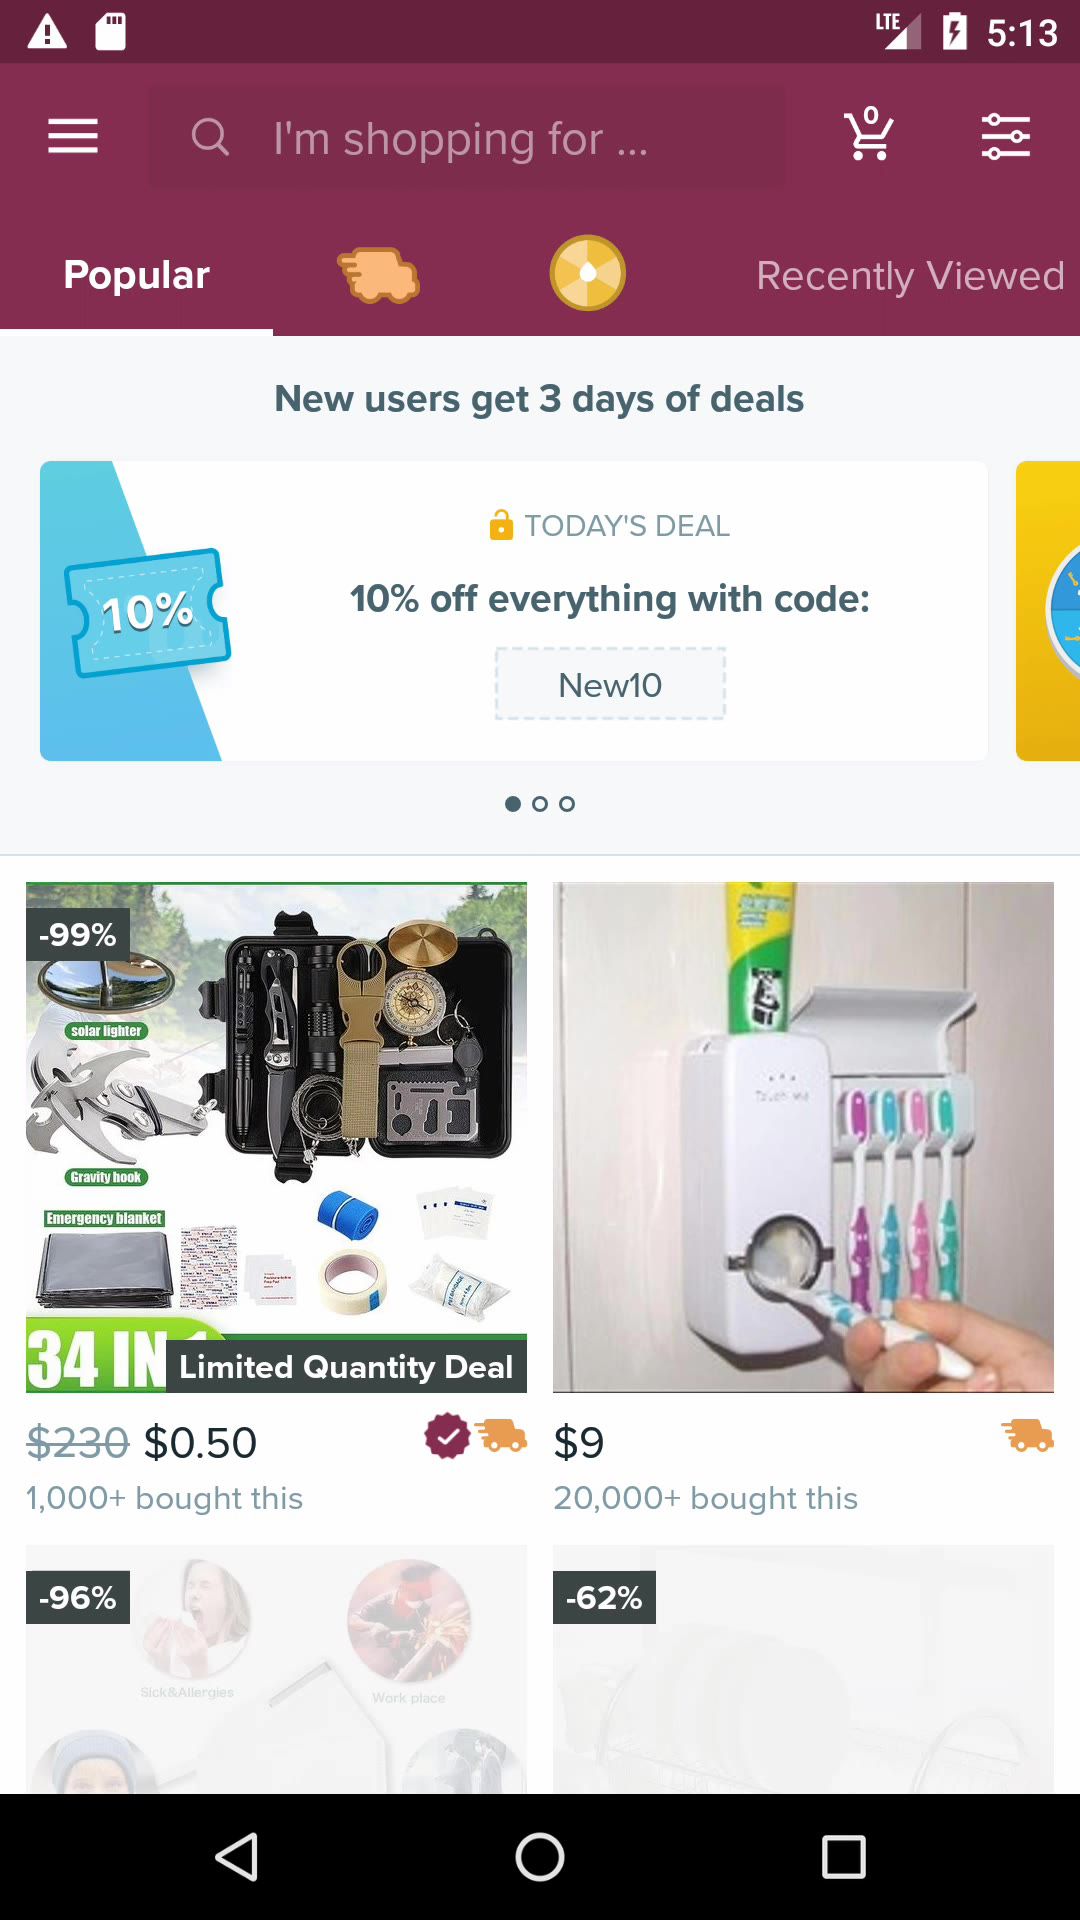 LTE 5:13
I'm shopping for ...
0
Popular
Recently Viewed
New users get 3 days of deals
TODAY'S DEAL
10%
10% off everything with code:
New10
-99%
solar lighter
Gravity hook
Emergency blanket
34 IN 1
Limited Quantity Deal
$230 $0.50
1,000+ bought this
$9
20,000+ bought this
-96%
Sick&Allergies
Work place
-62%